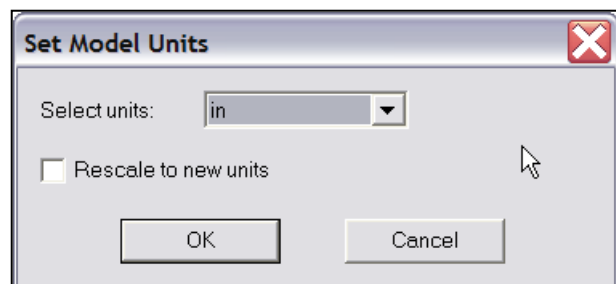 Set Model Units
Select units: in
Rescale to new units
OK Cancel